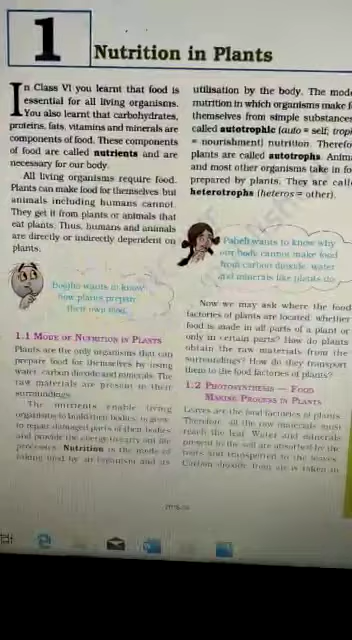 1
Nutrition in Plants
In Class VI you learnt that food is
essential for all living organisms.
You also learnt that carbohydrates,
proteins, fats, vitamins and minerals are
components of food. These components
of food are called nutrients and are
necessary for our body.
All living organisms require food.
Plants can make food for themselves but
animals including humans cannot.
They get it from plants or animals that
eat plants. Thus, humans and animals
are directly or indirectly dependent on
plants.
Boojho wants to know
how plants prepare
their own food.
1.1 MODE OF NUTRITION IN PLANTS
Plants are the only organisms that can
prepare food for themselves by using
water, carbon dioxide and minerals. The
raw materials are present in their
surroundings.
The nutrients enable living
organisms to build their bodies, to grow,
to repair damaged parts of their bodies
and provide the energy to carry out life
processes. Nutrition is the mode of
taking food by an organism and its
utilisation by the body. The mode
nutrition in which organisms make f
themselves from simple substance
called autotrophic (auto = self; trop
= nourishment) nutrition. Therefo
plants are called autotrophs. Anim
and most other organisms take in fo
prepared by plants. They are call
heterotrophs (heteros = other).
Paheli wants to know why
our body cannot make food
from carbon dioxide, water
and minerals like plants do.
Now we may ask where the food
factories of plants are located: whether
food is made in all parts of a plant or
only in certain parts? How do plants
obtain the raw materials from the
surroundings? How do they transport
them to the food factories of plants?
1.2 PHOTOSYNTHESIS — FOOD
MAKING PROCESS IN PLANTS
Leaves are the food factories of plants.
Therefore, all the raw materials must
reach the leaf. Water and minerals
present in the soil are absorbed by the
roots and transported to the leaves.
Carbon dioxide from air is taken in